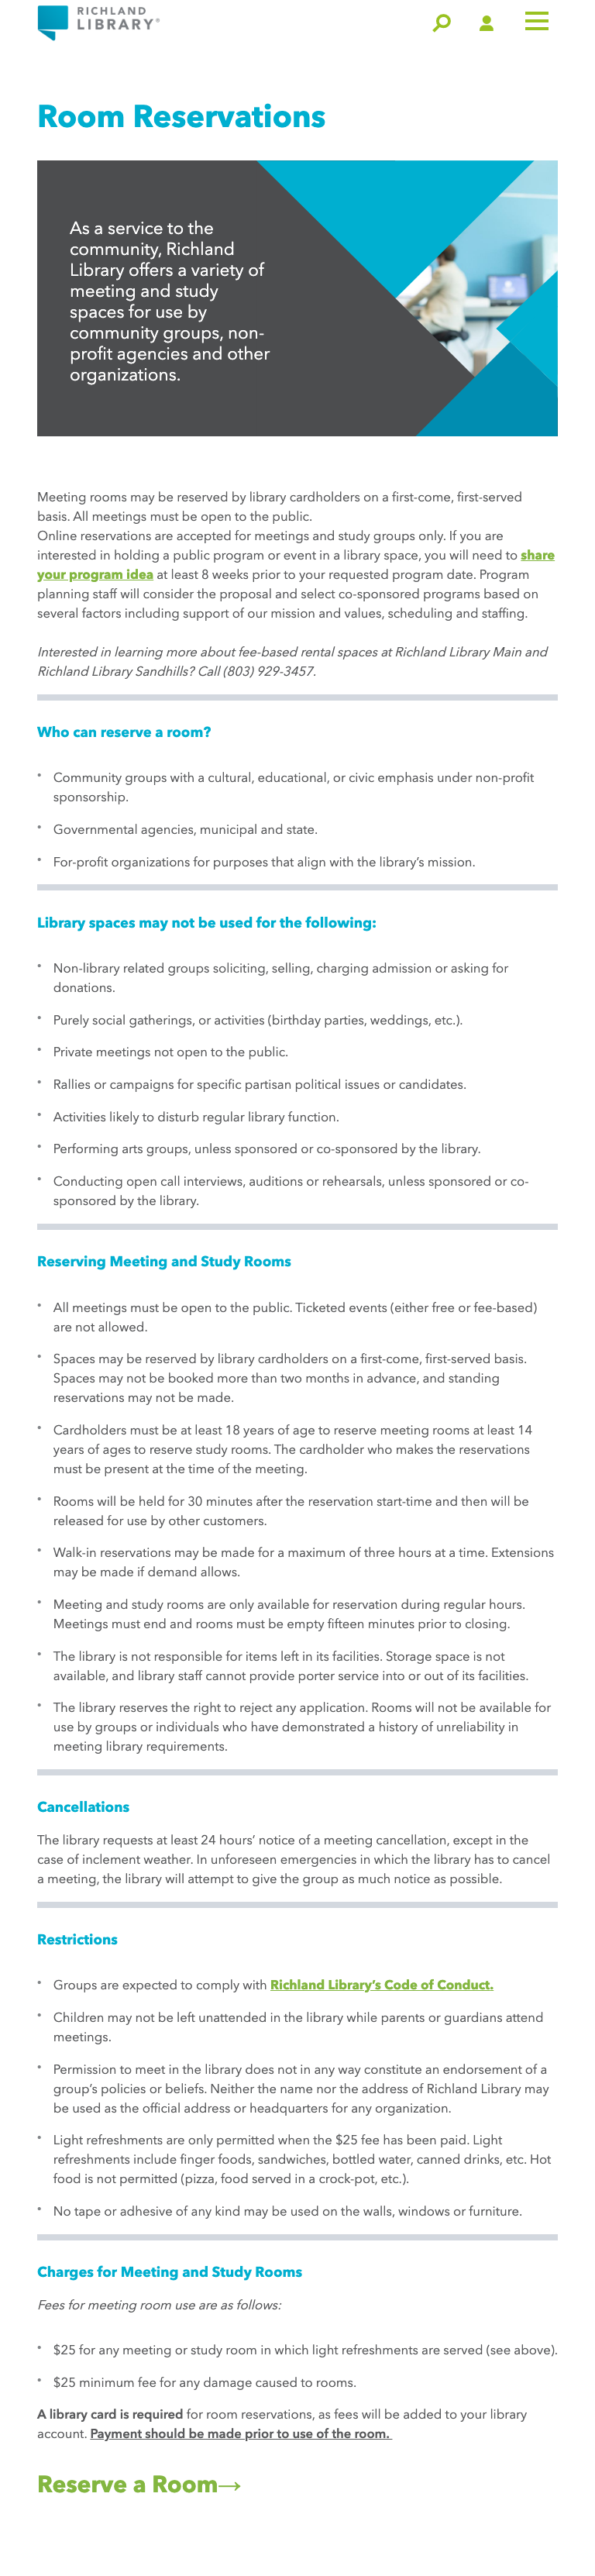 RICHLAND
LIBRARY®
Room Reservations
As a service to the
community, Richland
Library offers a variety of
meeting and study
spaces for use by
community groups, non-
profit agencies and other
organizations.
Meeting rooms may be reserved by library cardholders on a first-come, first-served
basis. All meetings must be open to the public.
Online reservations are accepted for meetings and study groups only. If you are
interested in holding a public program or event in a library space, you will need to share
your program idea at least 8 weeks prior to your requested program date. Program
planning staff will consider the proposal and select co-sponsored programs based on
several factors including support of our mission and values, scheduling and staffing.
Interested in learning more about fee-based rental spaces at Richland Library Main and
Richland Library Sandhills? Call (803) 929-3457.
Who can reserve a room?
• Community groups with a cultural, educational, or civic emphasis under non-profit
sponsorship.
• Governmental agencies, municipal and state.
• For-profit organizations for purposes that align with the library's mission.
Library spaces may not be used for the following:
• Non-library related groups soliciting, selling, charging admission or asking for
donations.
• Purely social gatherings, or activities (birthday parties, weddings, etc.).
• Private meetings not open to the public.
• Rallies or campaigns for specific partisan political issues or candidates.
• Activities likely to disturb regular library function.
• Performing arts groups, unless sponsored or co-sponsored by the library.
• Conducting open call interviews, auditions or rehearsals, unless sponsored or co-
sponsored by the library.
Reserving Meeting and Study Rooms
• All meetings must be open to the public. Ticketed events (either free or fee-based)
are not allowed.
• Spaces may be reserved by library cardholders on a first-come, first-served basis.
Spaces may not be booked more than two months in advance, and standing
reservations may not be made.
• Cardholders must be at least 18 years of age to reserve meeting rooms at least 14
years of ages to reserve study rooms. The cardholder who makes the reservations
must be present at the time of the meeting.
• Rooms will be held for 30 minutes after the reservation start-time and then will be
released for use by other customers.
• Walk-in reservations may be made for a maximum of three hours at a time. Extensions
may be made if demand allows.
• Meeting and study rooms are only available for reservation during regular hours.
Meetings must end and rooms must be empty fifteen minutes prior to closing.
• The library is not responsible for items left in its facilities. Storage space is not
available, and library staff cannot provide porter service into or out of its facilities.
• The library reserves the right to reject any application. Rooms will not be available for
use by groups or individuals who have demonstrated a history of unreliability in
meeting library requirements.
Cancellations
The library requests at least 24 hours' notice of a meeting cancellation, except in the
case of inclement weather. In unforeseen emergencies in which the library has to cancel
a meeting, the library will attempt to give the group as much notice as possible.
Restrictions
• Groups are expected to comply with Richland Library's Code of Conduct.
• Children may not be left unattended in the library while parents or guardians attend
meetings.
• Permission to meet in the library does not in any way constitute an endorsement of a
group's policies or beliefs. Neither the name nor the address of Richland Library may
be used as the official address or headquarters for any organization.
• Light refreshments are only permitted when the $25 fee has been paid. Light
refreshments include finger foods, sandwiches, bottled water, canned drinks, etc. Hot
food is not permitted (pizza, food served in a crock-pot, etc.).
• No tape or adhesive of any kind may be used on the walls, windows or furniture.
Charges for Meeting and Study Rooms
Fees for meeting room use are as follows:
• $25 for any meeting or study room in which light refreshments are served (see above).
• $25 minimum fee for any damage caused to rooms.
A library card is required for room reservations, as fees will be added to your library
account. Payment should be made prior to use of the room.
Reserve a Room→